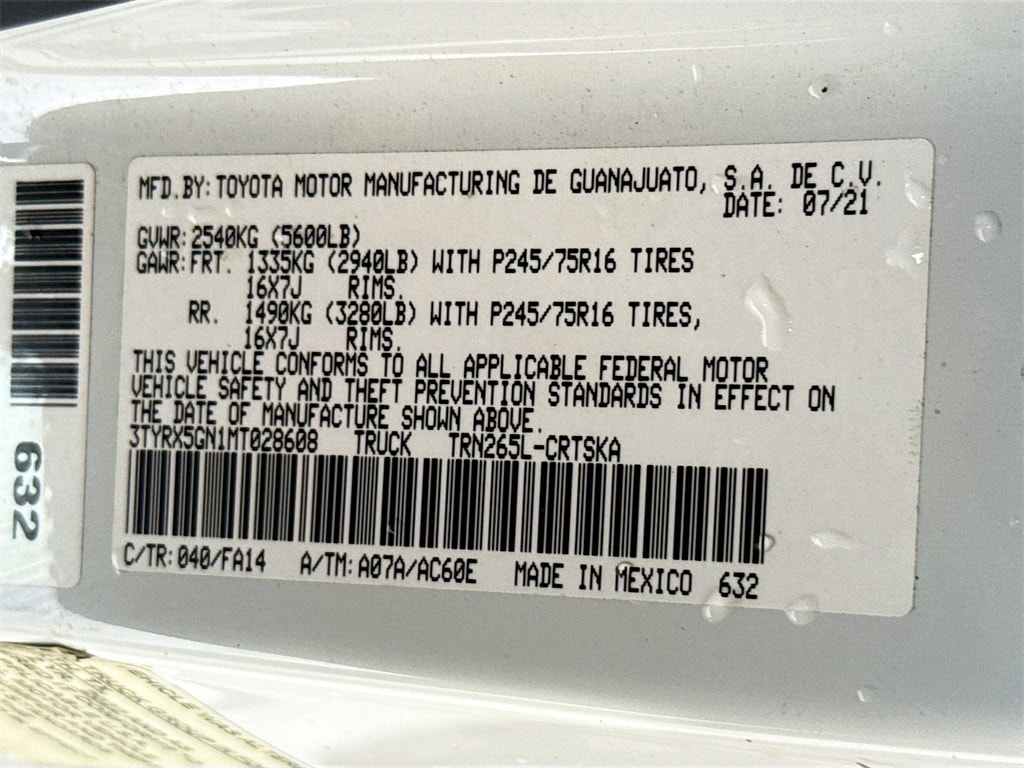 MFD.BY:TOYOTA MOTOR MANUFACTURING DE GUANAJUATO, S.A. DE C.V.
DATE: 07/21
GVWR:2540KG (5600LB)
GAWR:FRT. 1335KG (2940LB) WITH P245/75R16 TIRES
16X7J RIMS.
RR. 1490KG (3280LB) WITH P245/75R16 TIRES,
16X7J RIMS.
THIS VEHICLE CONFORMS TO ALL APPLICABLE FEDERAL MOTOR
VEHICLE SAFETY AND THEFT PREVENTION STANDARDS IN EFFECT ON
THE DATE OF MANUFACTURE SHOWN ABOVE.
3TYRX5GN1MT028608 TRUCK TRN265L-CRTSKA
C/TR:040/FA14 A/TM:A07A/AC60E MADE IN MEXICO 632
632